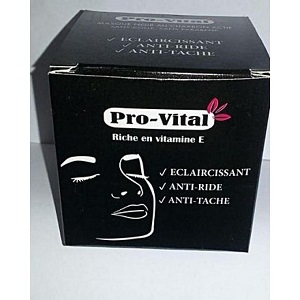 ✓ ECLAIRCISSANT
✓ ANTI-RIDE
✓ ANTI-TACHE
Pro-Vital
Riche en vitamine E
✓ ECLAIRCISSANT
✓ ANTI-RIDE
✓ ANTI-TACHE